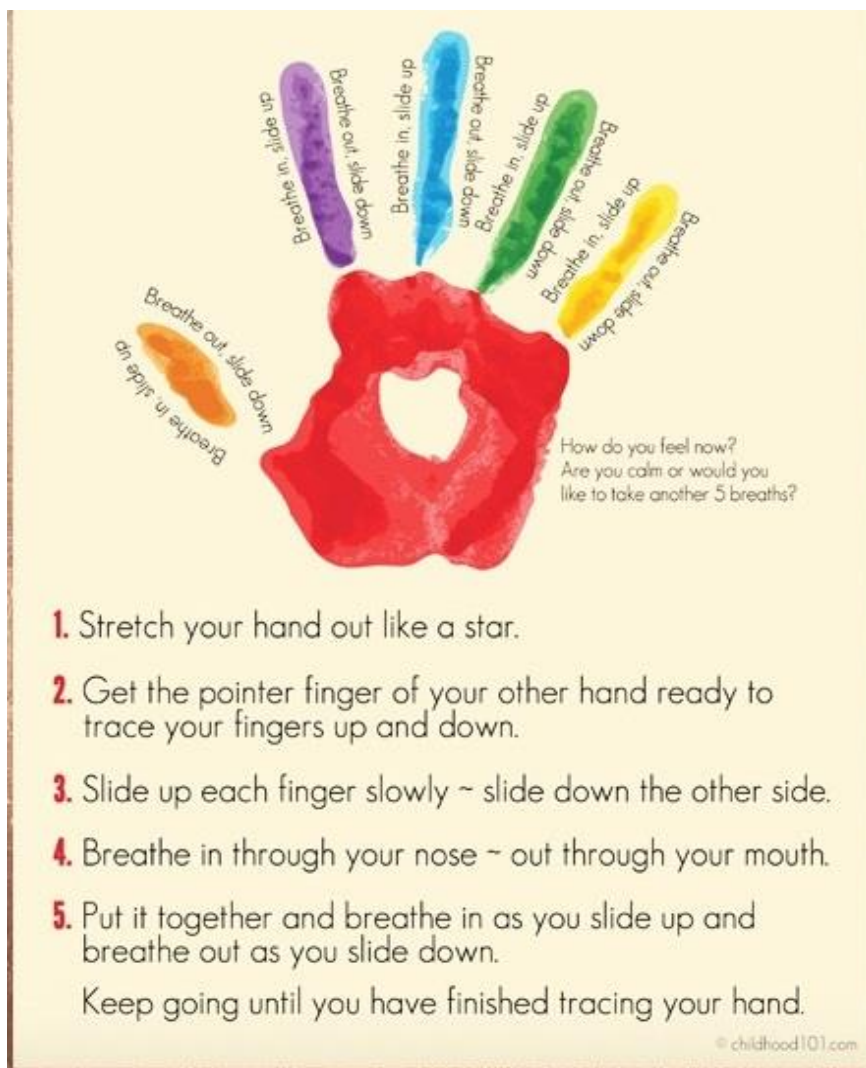 Breathe in, slide up
Breathe out, slide down
Breathe in, slide up
Breathe out, slide down
Breathe in, slide up
Breathe out, slide down
Breathe in, slide up
Breathe out, slide down
Breathe in, slide up
Breathe out, slide down
How do you feel now?
Are you calm or would you
like to take another 5 breaths?
1. Stretch your hand out like a star.
2. Get the pointer finger of your other hand ready to
trace your fingers up and down.
3. Slide up each finger slowly ~ slide down the other side.
4. Breathe in through your nose ~ out through your mouth.
5. Put it together and breathe in as you slide up and
breathe out as you slide down.
Keep going until you have finished tracing your hand.
© childhood101.com